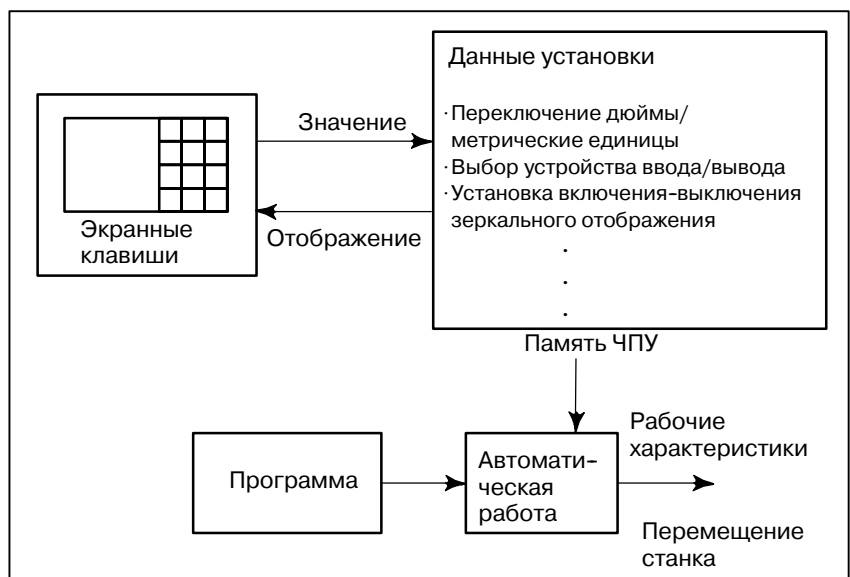 Данные установки
·Переключение дюймы/
метрические единицы
·Выбор устройства ввода/вывода
·Установка включения-выключения
зеркального отображения
.
.
.
Значение
Отображение
Экранные
клавиши
Память ЧПУ
Программа
Автомати-
ческая
работа
Рабочие
характеристики
Перемещение
станка